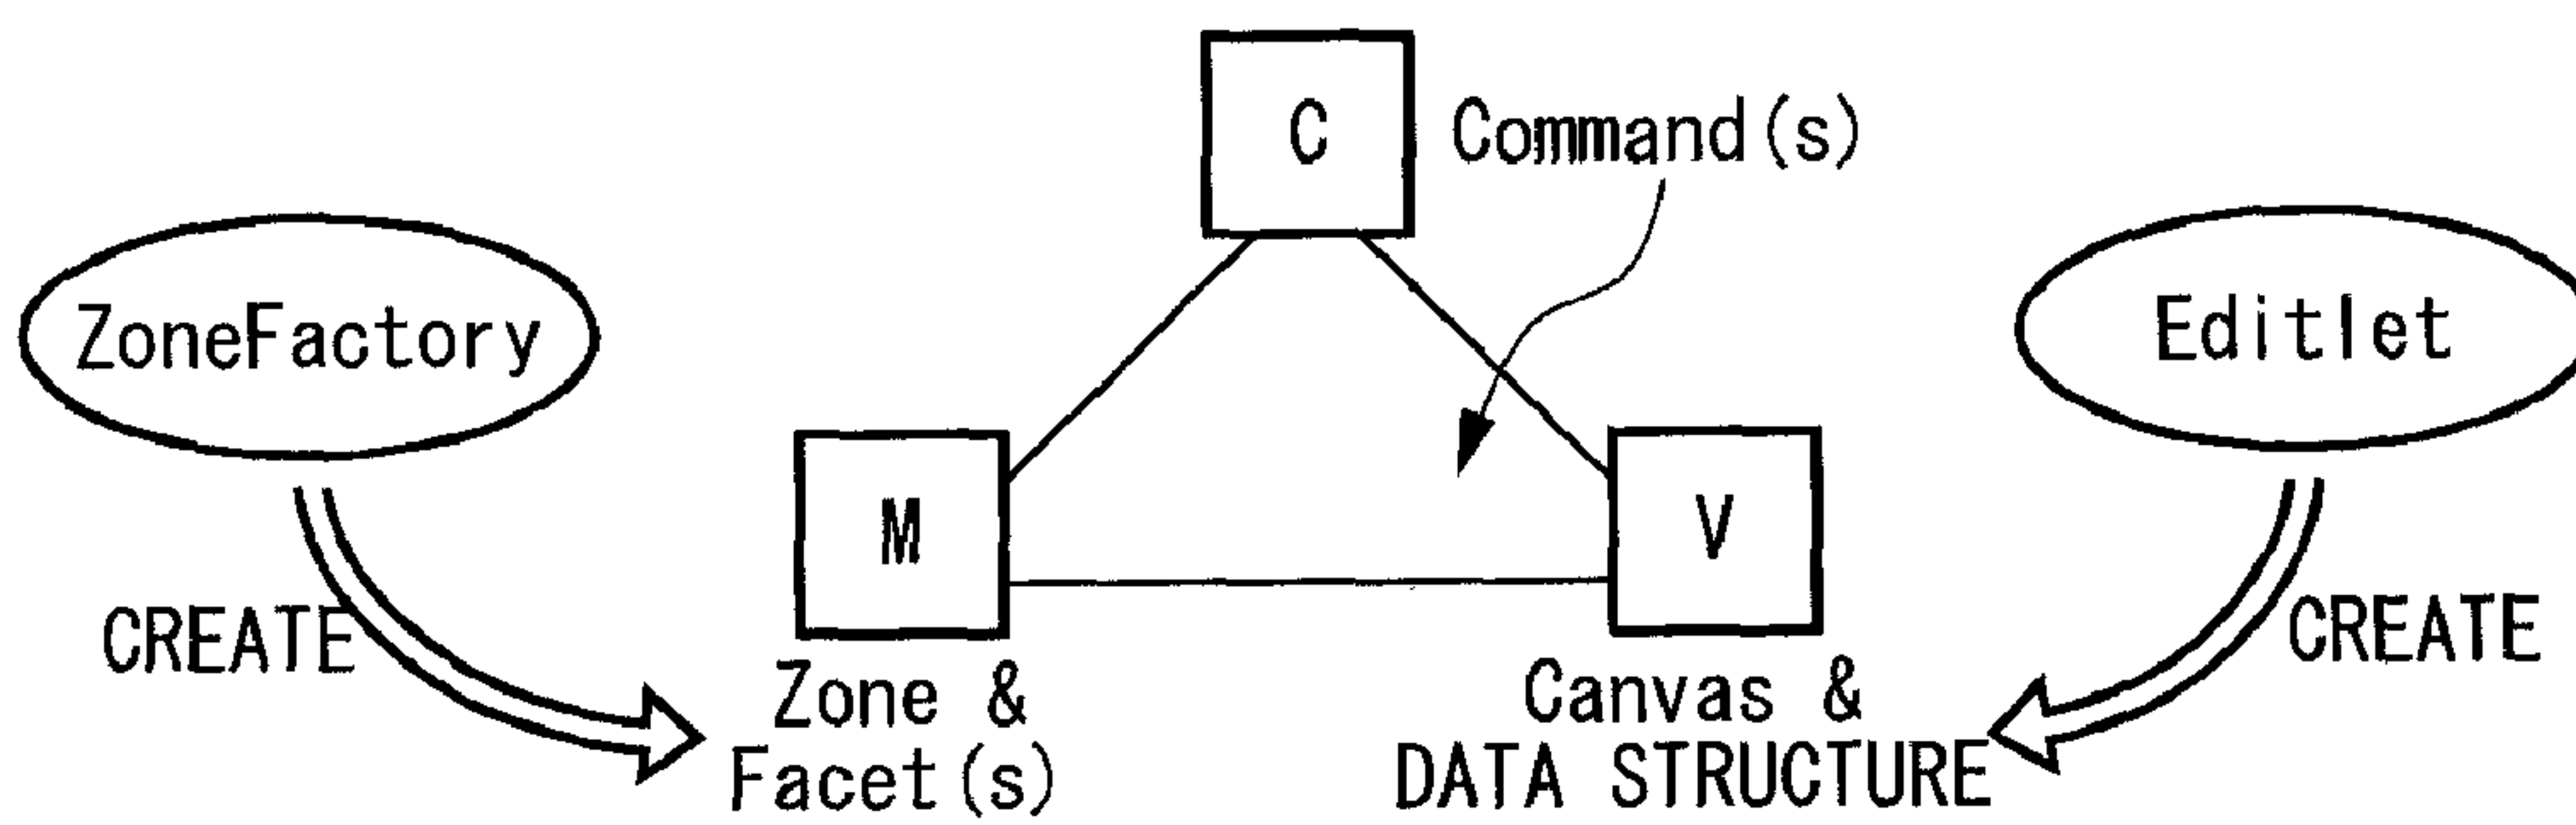 C
Command(s)
ZoneFactory
Editlet
M
V
CREATE
CREATE
Zone &
Facet(s)
Canvas &
DATA STRUCTURE